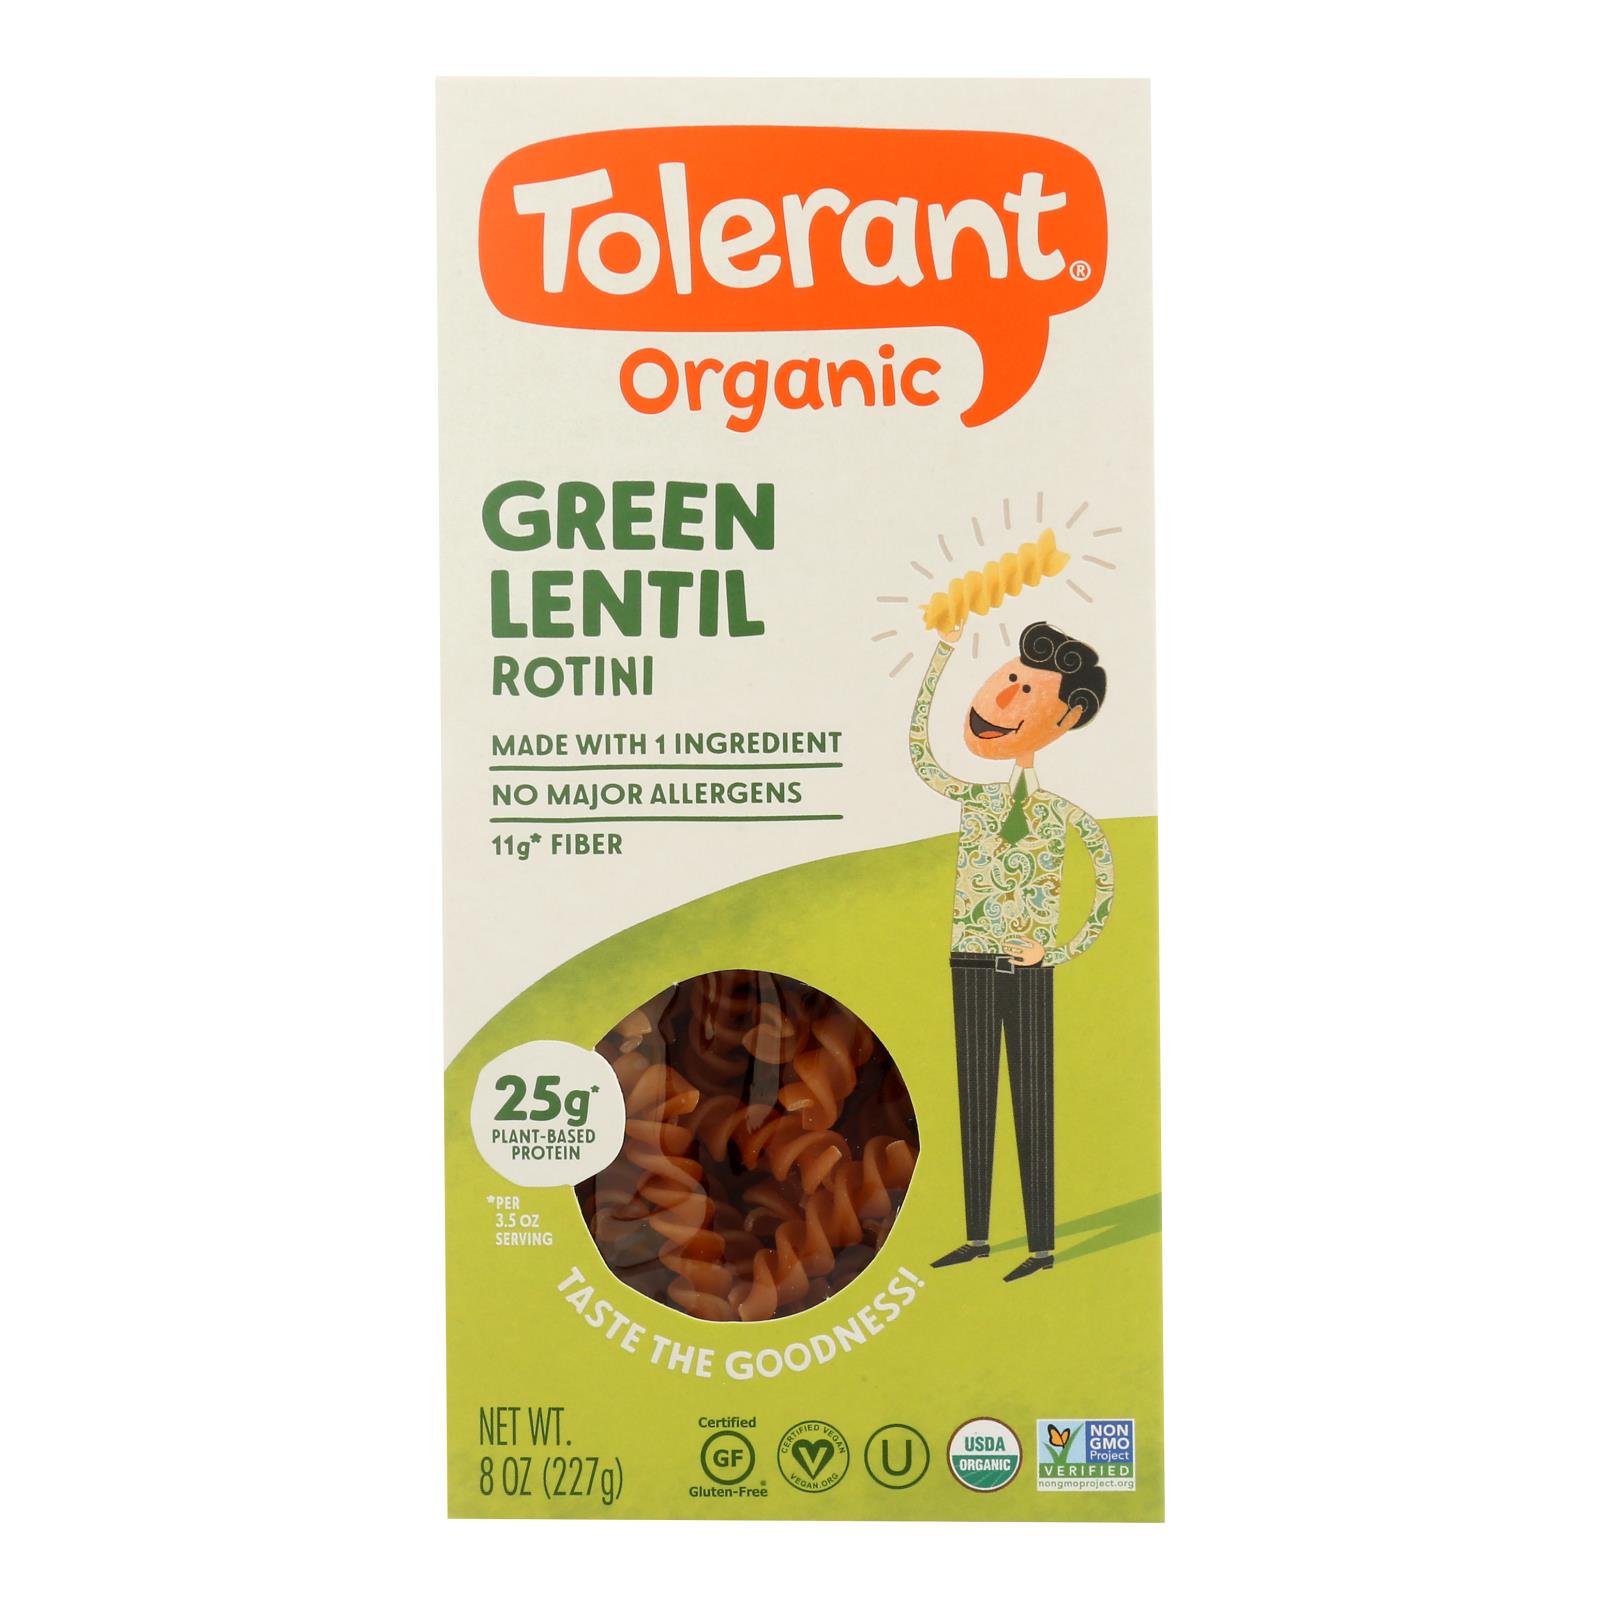 Tolerant®
Organic
GREEN
LENTIL
ROTINI
MADE WITH 1 INGREDIENT
NO MAJOR ALLERGENS
11g* FIBER
25g*
PLANT-BASED
PROTEIN
*PER
3.5 OZ
SERVING
TASTE THE GOODNESS!
NET WT.
8 OZ (227g)
Certified
GF
Gluten-Free
CERTIFIED VEGAN
V
VEGAN.ORG
U
USDA
ORGANIC
NON
GMO
Project
VERIFIED
nongmoproject.org